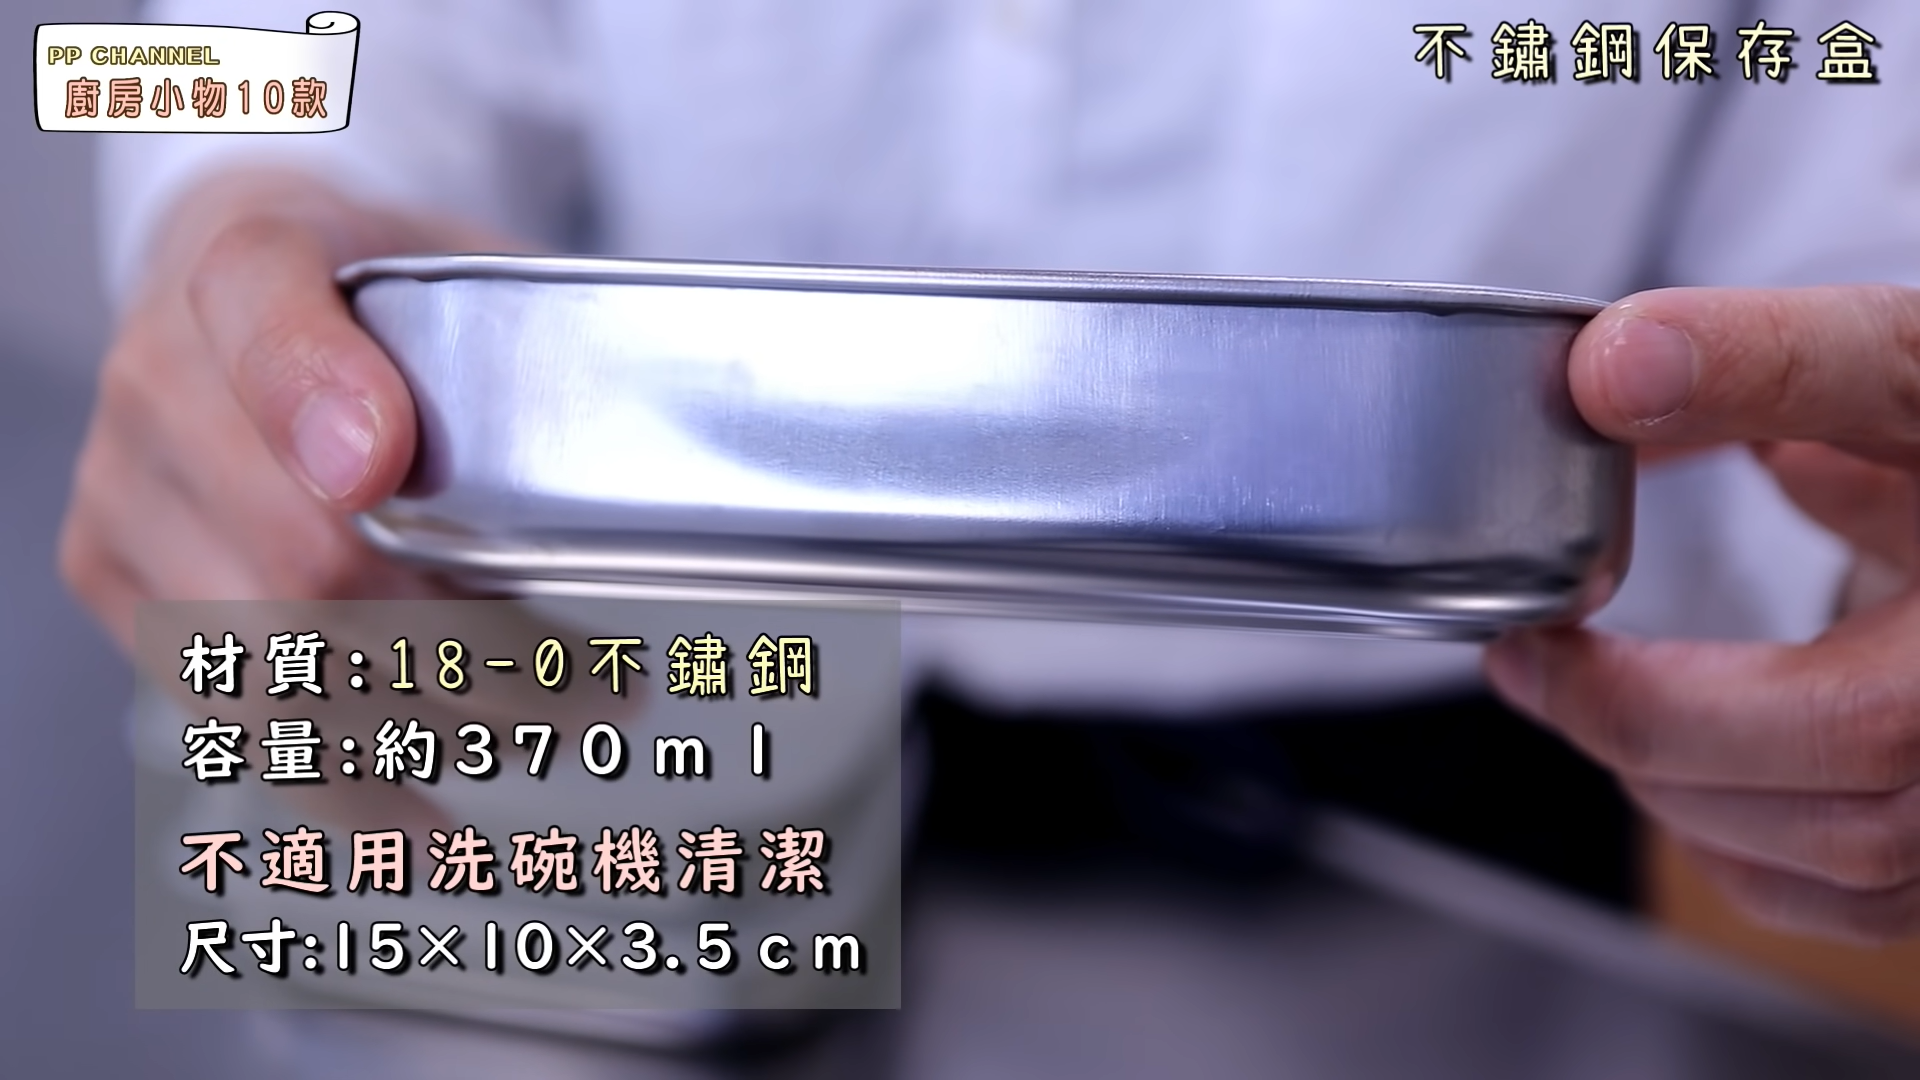 PP CHANNEL
廚房小物10款
不鏽鋼保存盒
材質:18-0不鏽鋼
容量:約370ml
不適用洗碗機清潔
尺寸:15×10×3.5cm